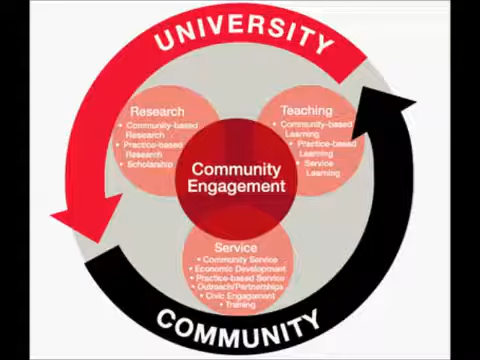 UNIVERSITY
Research
• Community-based
Research
• Practice-based
Research
• Scholarship
Teaching
• Community-based
Learning
• Practice-based
Learning
• Service
Learning
Community
Engagement
Service
• Community Service
• Economic Development
• Practice-based Service
• Outreach/Partnerships
• Civic Engagement
• Training
COMMUNITY